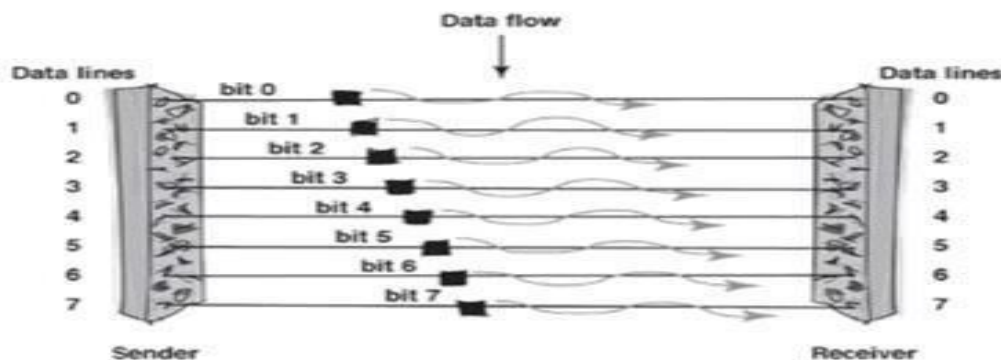 Data flow
Data lines
Data lines
0 bit 0 0
1 bit 1 1
2 bit 2 2
3 bit 3 3
4 bit 4 4
5 bit 5 5
6 bit 6 6
7 bit 7 7
Sender
Receiver